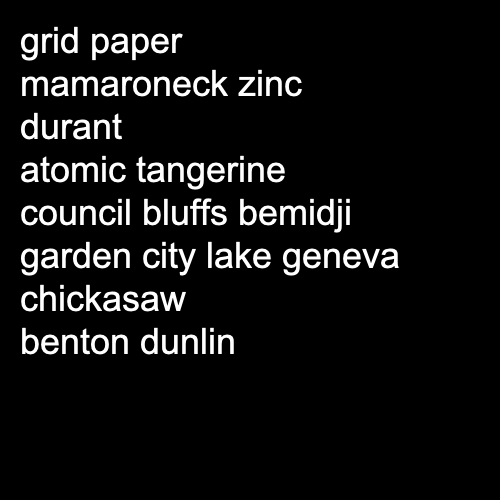 grid paper
mamaroneck zinc
durant
atomic tangerine
council bluffs bemidji
garden city lake geneva
chickasaw
benton dunlin